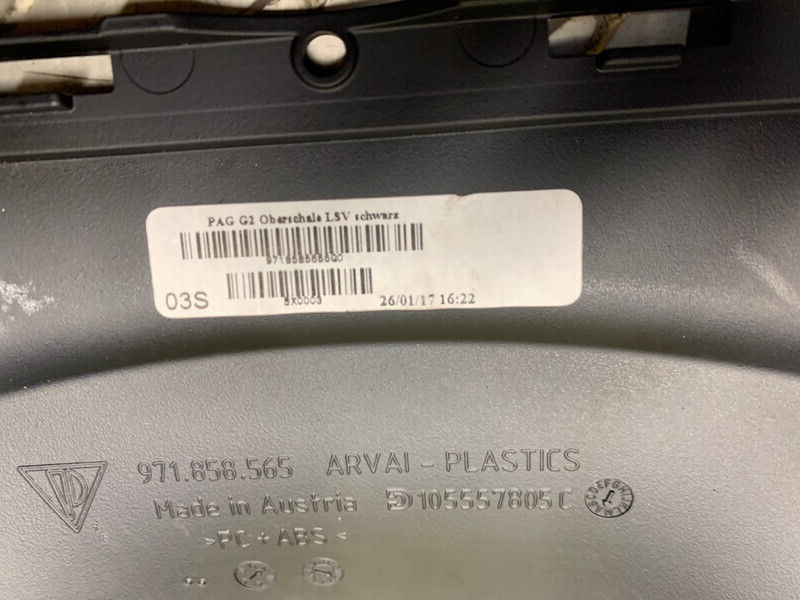 PAG G2 Oberschale LSV schwarz
971858565G0
03S
5X0003
26/01/17 16:22
971.858.565 ARVAI - PLASTICS
Made in Austria 105557805 C
>PC + ABS<